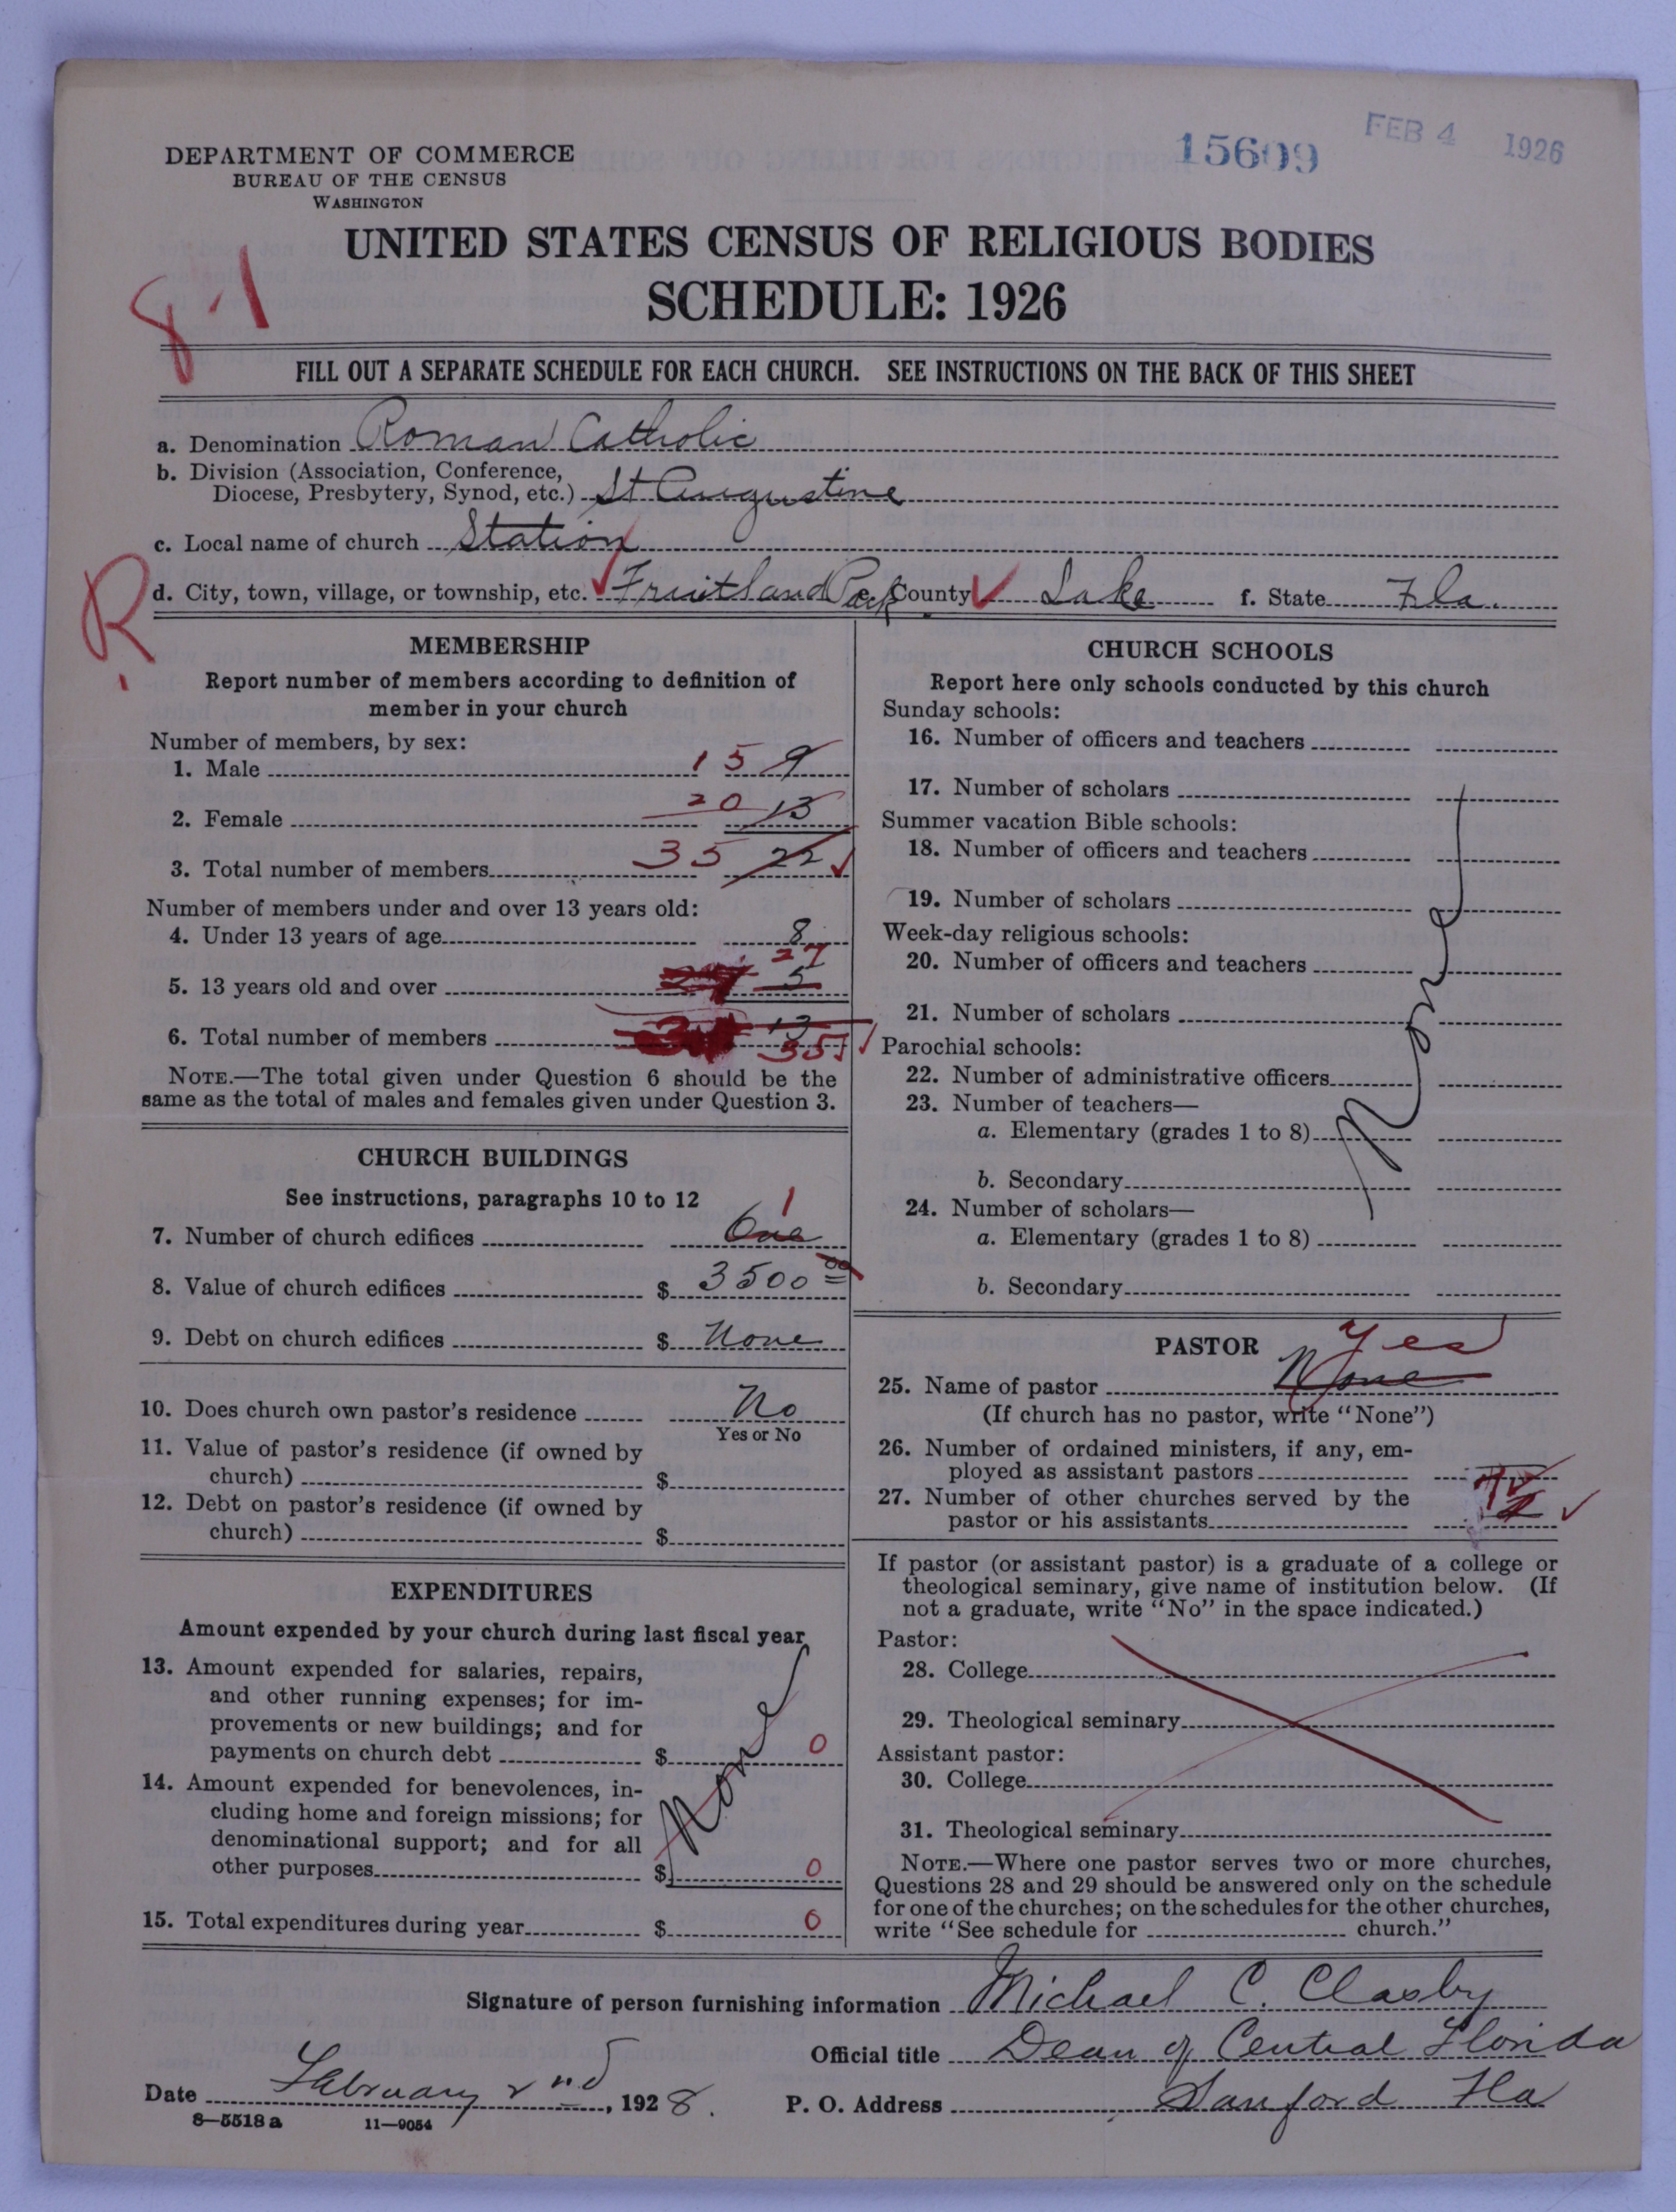 15609 FEB 4 1926
DEPARTMENT OF COMMERCE
BUREAU OF THE CENSUS
WASHINGTON
UNITED STATES CENSUS OF RELIGIOUS BODIES
SCHEDULE: 1926
8-1
FILL OUT A SEPARATE SCHEDULE FOR EACH CHURCH. SEE INSTRUCTIONS ON THE BACK OF THIS SHEET
a. Denomination Roman Catholic
b. Division (Association, Conference,
Diocese, Presbytery, Synod, etc.) St Augustine
c. Local name of church Station
R
d. City, town, village, or township, etc. Fruitland Park e. County Lake f. State Fla.
MEMBERSHIP
Report number of members according to definition of
member in your church
Number of members, by sex:
1. Male 15 9
2. Female 20 13
3. Total number of members 35 22
Number of members under and over 13 years old:
4. Under 13 years of age 8
27
5. 13 years old and over 5
6. Total number of members 13
35
NOTE.—The total given under Question 6 should be the
same as the total of males and females given under Question 3.
CHURCH BUILDINGS
See instructions, paragraphs 10 to 12
1
7. Number of church edifices One
8. Value of church edifices $ 3500 00
9. Debt on church edifices $ None
10. Does church own pastor's residence No
Yes or No
11. Value of pastor's residence (if owned by
church) $
12. Debt on pastor's residence (if owned by
church) $
EXPENDITURES
Amount expended by your church during last fiscal year
13. Amount expended for salaries, repairs,
and other running expenses; for im-
provements or new buildings; and for
payments on church debt $ 0
None
14. Amount expended for benevolences, in-
cluding home and foreign missions; for
denominational support; and for all
other purposes $ 0
15. Total expenditures during year $ 0
CHURCH SCHOOLS
Report here only schools conducted by this church
Sunday schools:
16. Number of officers and teachers
17. Number of scholars
Summer vacation Bible schools:
18. Number of officers and teachers
19. Number of scholars
Week-day religious schools:
20. Number of officers and teachers
None
21. Number of scholars
Parochial schools:
22. Number of administrative officers
23. Number of teachers—
a. Elementary (grades 1 to 8)
b. Secondary
24. Number of scholars—
a. Elementary (grades 1 to 8)
b. Secondary
PASTOR
Yes
25. Name of pastor None
(If church has no pastor, write "None")
26. Number of ordained ministers, if any, em-
ployed as assistant pastors
27. Number of other churches served by the
pastor or his assistants
If pastor (or assistant pastor) is a graduate of a college or
theological seminary, give name of institution below. (If
not a graduate, write "No" in the space indicated.)
Pastor:
28. College
29. Theological seminary
Assistant pastor:
30. College
31. Theological seminary
NOTE.—Where one pastor serves two or more churches,
Questions 28 and 29 should be answered only on the schedule
for one of the churches; on the schedules for the other churches,
write "See schedule for church."
Signature of person furnishing information Michael C. Clasby
Official title Dean of Central Florida
Date February 2nd, 1928. P. O. Address Sanford Fla
8—5518 a 11—9054